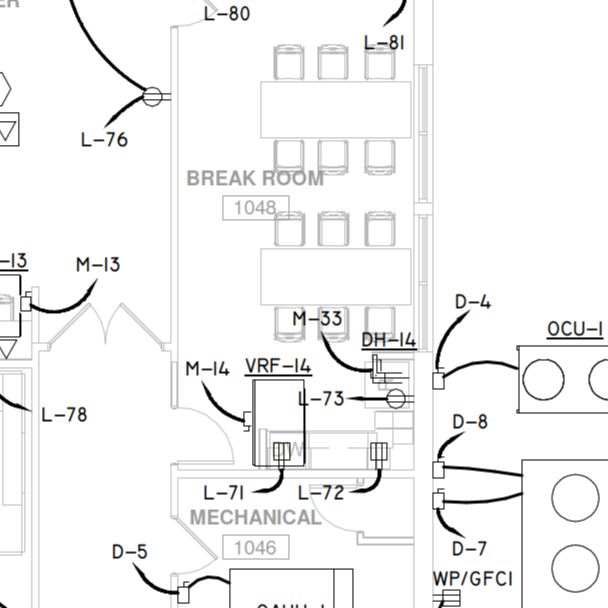 L-80
L-81
L-76
BREAK ROOM
1048
-13
M-13
D-4
M-33
OCU-1
DH-14
M-14
VRF-14
L-73
L-78
D-8
DW
L-71
L-72
MECHANICAL
D-7
1046
D-5
WP/GFCI